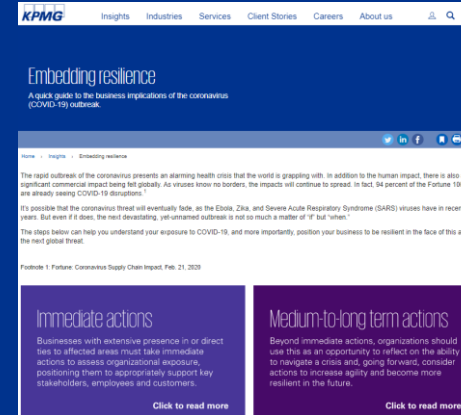 KPMG
Insights Industries Services Client Stories Careers About us
Embedding resilience
A quick guide to the business implications of the coronavirus
(COVID-19) outbreak.
Home › Insights › Embedding resilience
The rapid outbreak of the coronavirus presents an alarming health crisis that the world is grappling with. In addition to the human impact, there is also
significant commercial impact being felt globally. As viruses know no borders, the impacts will continue to spread. In fact, 94 percent of the Fortune
are already seeing COVID-19 disruptions.1
It's possible that the coronavirus threat will eventually fade, as the Ebola, Zika, and Severe Acute Respiratory Syndrome (SARS) viruses have in
years. But even if it does, the next devastating, yet-unnamed outbreak is not so much a matter of "if" but "when."
The steps below can help you understand your exposure to COVID-19, and more importantly, position your business to be resilient in the face of this
the next global threat.
Footnote 1: Fortune: Coronavirus Supply Chain Impact, Feb. 21, 2020
Immediate actions
Businesses with extensive presence in or direct
ties to affected areas must take immediate
actions to assess organizational exposure,
positioning them to appropriately support key
stakeholders, employees and customers.
Click to read more
Medium-to-long term actions
Beyond immediate actions, organizations should
use this as an opportunity to reflect on the ability
to navigate a crisis and, going forward, consider
actions to increase agility and become more
resilient in the future.
Click to read more